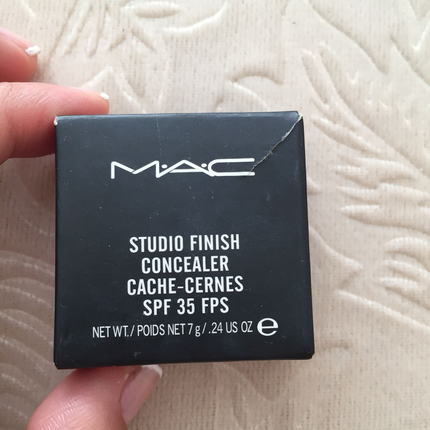 M·A·C
STUDIO FINISH
CONCEALER
CACHE-CERNES
SPF 35 FPS
NET WT./ POIDS NET 7 g / .24 US OZ e